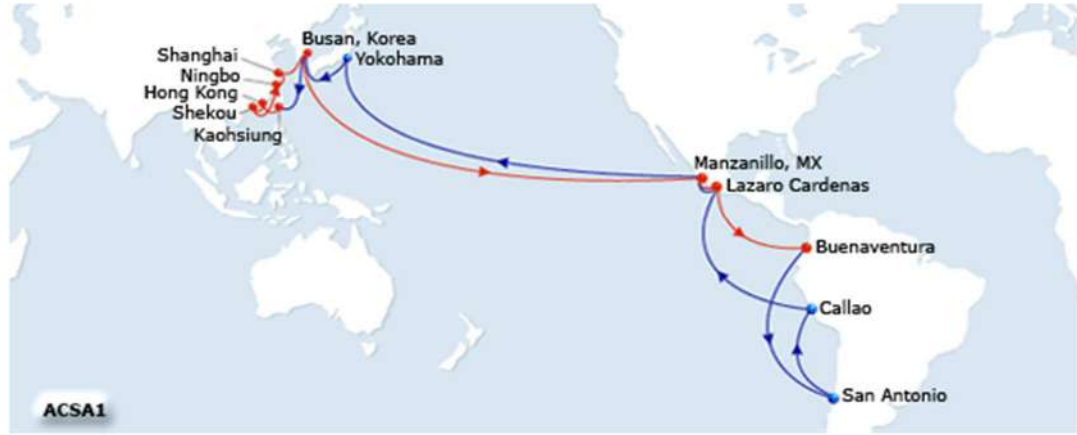 Busan, Korea
Shanghai
Yokohama
Ningbo
Hong Kong
Shekou
Kaohsiung
Manzanillo, MX
Lazaro Cardenas
Buenaventura
Callao
San Antonio
ACSA1